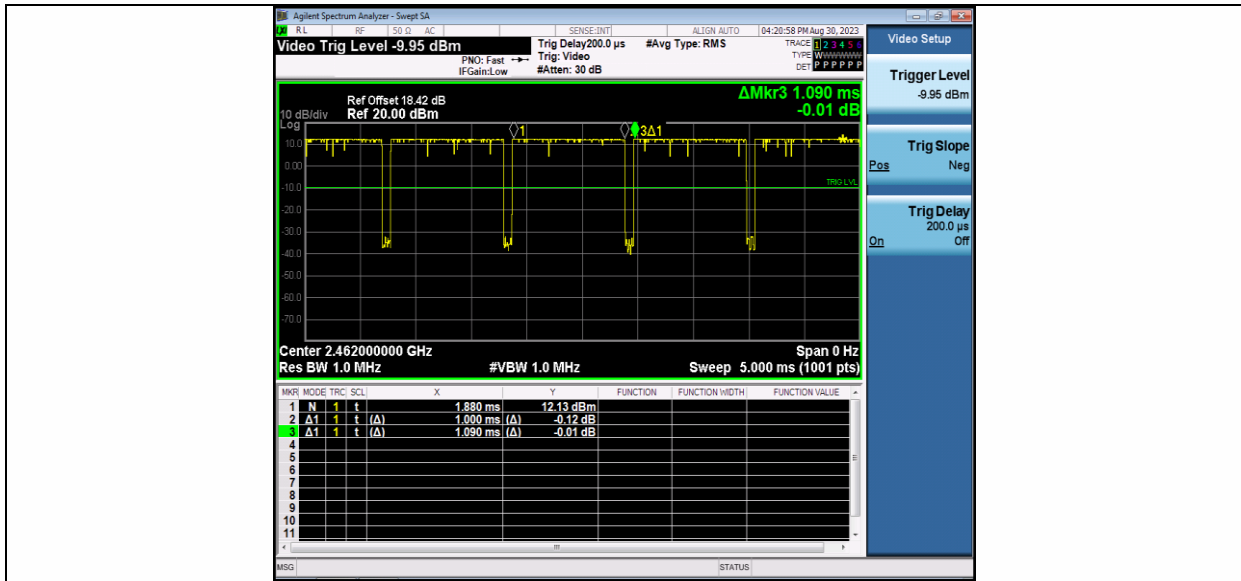 Agilent Spectrum Analyzer - Swept SA
RL RF 50 Ω AC SENSE:INT ALIGN AUTO 04:20:58 PM Aug 30, 2023
Video Trig Level -9.95 dBm
PNO: Fast
IFGain:Low
Trig Delay200.0 µs
Trig: Video
#Atten: 30 dB
#Avg Type: RMS
TRACE 1 2 3 4 5 6
TYPE WWWWWW
DET P P P P P P
Video Setup
Trigger Level
-9.95 dBm
Trig Slope
Pos Neg
Trig Delay
200.0 µs
On Off
ΔMkr3 1.090 ms
-0.01 dB
Ref Offset 18.42 dB
10 dB/div Ref 20.00 dBm
Log
1 3Δ1
10.0
0.00
TRIG LVL
-10.0
-20.0
-30.0
-40.0
-50.0
-60.0
-70.0
Center 2.462000000 GHz Span 0 Hz
Res BW 1.0 MHz #VBW 1.0 MHz Sweep 5.000 ms (1001 pts)
MKR MODE TRC SCL X Y FUNCTION FUNCTION WIDTH FUNCTION VALUE
1 N 1 t 1.880 ms 12.13 dBm
2 Δ1 1 t (Δ) 1.000 ms (Δ) -0.12 dB
3 Δ1 1 t (Δ) 1.090 ms (Δ) -0.01 dB
4
5
6
7
8
9
10
11
MSG STATUS